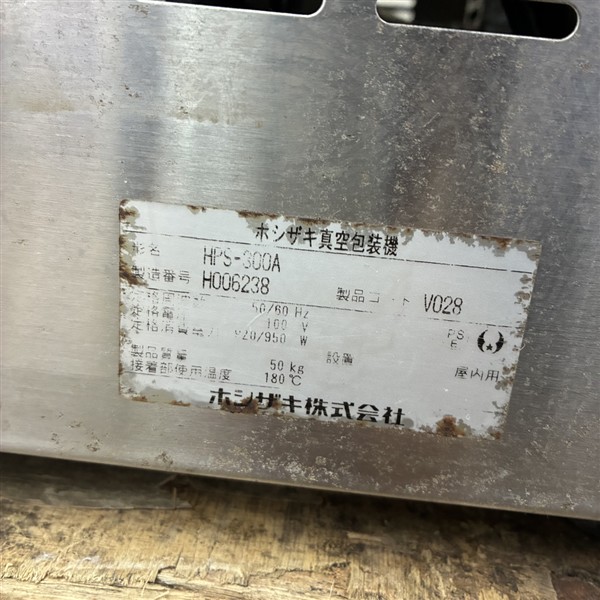 ホシザキ真空包装機
形名 HPS-300A
製造番号 H006238 製品コード V028
50/60 Hz
100 V
950 W
PS
E
製品質量 50 kg 設置 屋内用
接着部使用温度 180℃
ホシザキ株式会社